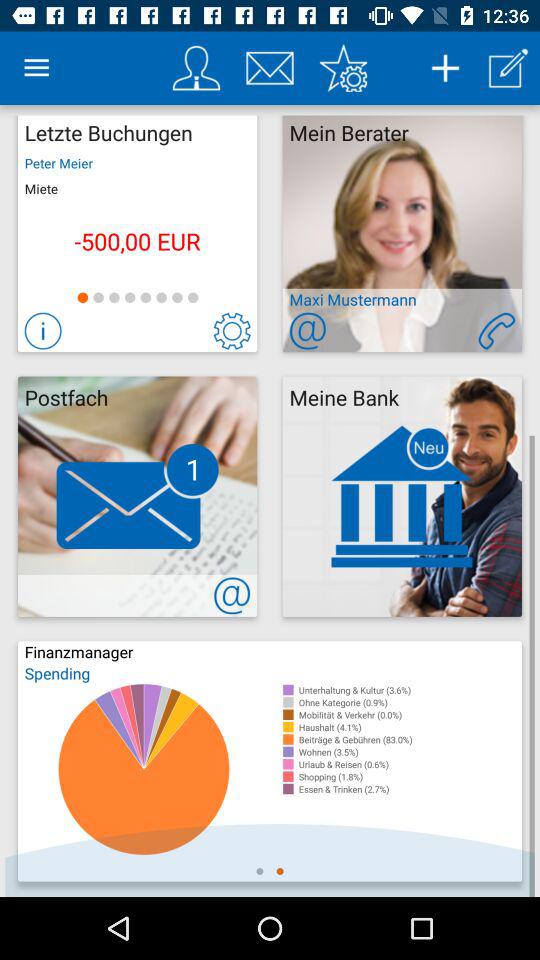 12:36
Letzte Buchungen
Peter Meier
Miete
-500,00 EUR
i
Mein Berater
Maxi Mustermann
@
Postfach
1
@
Meine Bank
Neu
Finanzmanager
Spending
Unterhaltung & Kultur (3.6%)
Ohne Kategorie (0.9%)
Mobilität & Verkehr (0.0%)
Haushalt (4.1%)
Beiträge & Gebühren (83.0%)
Wohnen (3.5%)
Urlaub & Reisen (0.6%)
Shopping (1.8%)
Essen & Trinken (2.7%)